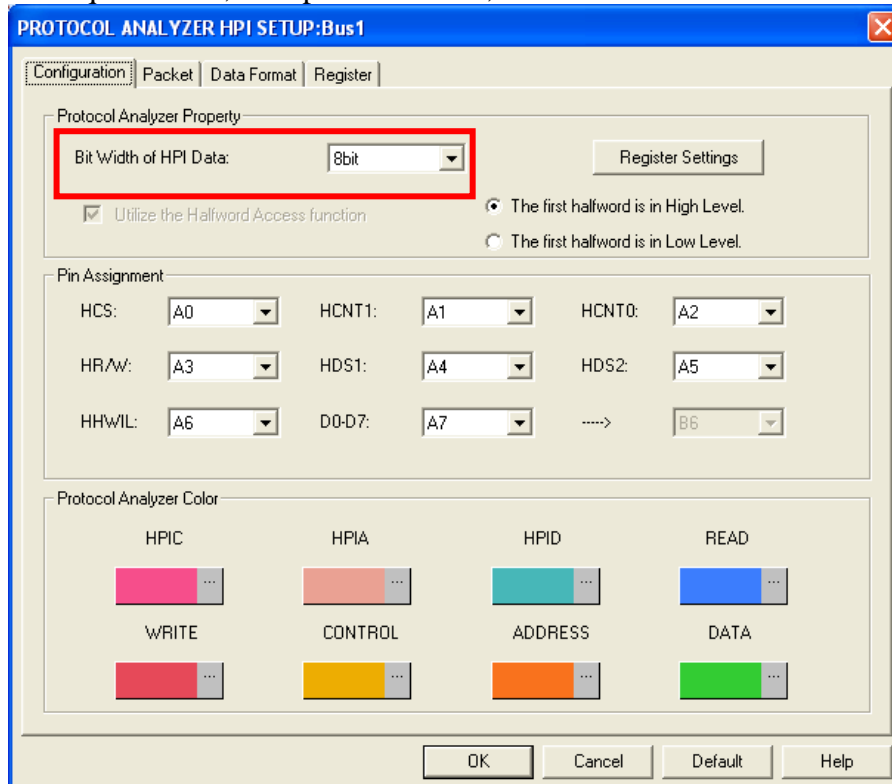 PROTOCOL ANALYZER HPI SETUP:Bus1
Configuration Packet Data Format Register
Protocol Analyzer Property
Bit Width of HPI Data: 8bit Register Settings
Utilize the Halfword Access function
The first halfword is in High Level.
The first halfword is in Low Level.
Pin Assignment
HCS: A0 HCNT1: A1 HCNT0: A2
HR/W: A3 HDS1: A4 HDS2: A5
HHWIL: A6 D0-D7: A7 ----> B6
Protocol Analyzer Color
HPIC HPIA HPID READ
... ... ... ...
WRITE CONTROL ADDRESS DATA
... ... ... ...
OK Cancel Default Help